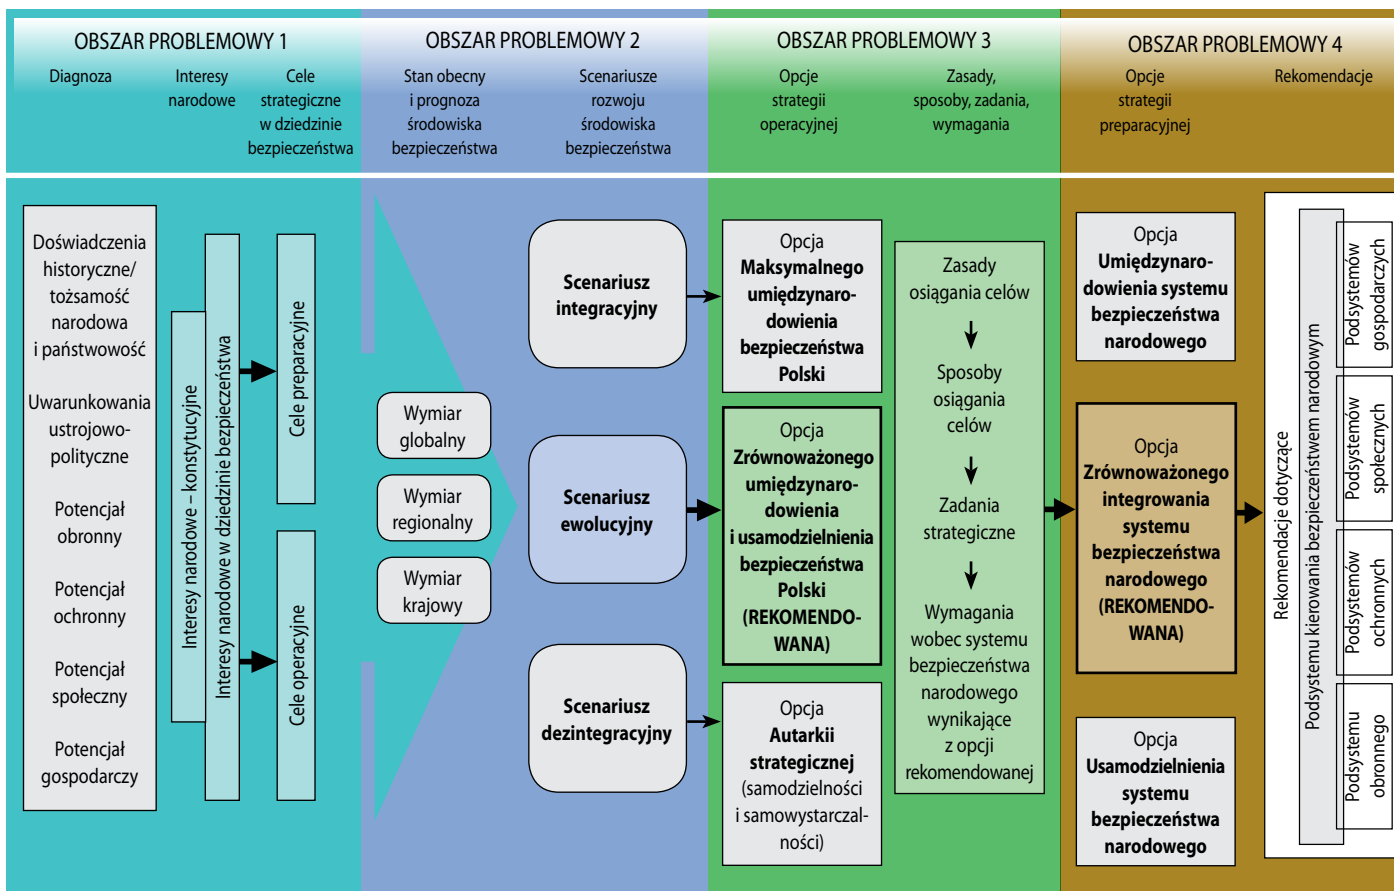 OBSZAR PROBLEMOWY 1
Diagnoza
Interesy
narodowe
Cele
strategiczne
w dziedzinie
bezpieczeństwa
OBSZAR PROBLEMOWY 2
Stan obecny
i prognoza
środowiska
bezpieczeństwa
Scenariusze
rozwoju
środowiska
bezpieczeństwa
OBSZAR PROBLEMOWY 3
Opcje
strategii
operacyjnej
Zasady,
sposoby, zadania,
wymagania
OBSZAR PROBLEMOWY 4
Opcje
strategii
preparacyjnej
Rekomendacje
Doświadczenia
historyczne/
tożsamość
narodowa
i państwowość
Uwarunkowania
ustrojowo-
polityczne
Potencjał
obronny
Potencjał
ochronny
Potencjał
społeczny
Potencjał
gospodarczy
Interesy narodowe – konstytucyjne
Interesy narodowe w dziedzinie bezpieczeństwa
Cele preparacyjne
Cele operacyjne
Wymiar
globalny
Wymiar
regionalny
Wymiar
krajowy
Scenariusz
integracyjny
Scenariusz
ewolucyjny
Scenariusz
dezintegracyjny
Opcja
Maksymalnego
umiędzynaro-
dowienia
bezpieczeństwa
Polski
Opcja
Zrównoważonego
umiędzynaro-
dowienia
i usamodzielnienia
bezpieczeństwa
Polski
(REKOMENDO-
WANA)
Opcja
Autarkii
strategicznej
(samodzielności
i samowystarczal-
ności)
Zasady
osiągania celów
Sposoby
osiągania
celów
Zadania
strategiczne
Wymagania
wobec systemu
bezpieczeństwa
narodowego
wynikające
z opcji
rekomendowanej
Opcja
Umiędzynaro-
dowienia systemu
bezpieczeństwa
narodowego
Opcja
Zrównoważonego
integrowania
systemu
bezpieczeństwa
narodowego
(REKOMENDO-
WANA)
Opcja
Usamodzielnienia
systemu
bezpieczeństwa
narodowego
Rekomendacje dotyczące
Podsystemu kierowania bezpieczeństwem narodowym
Podsystemów
gospodarczych
Podsystemów
społecznych
Podsystemów
ochronnych
Podsystemu
obronnego